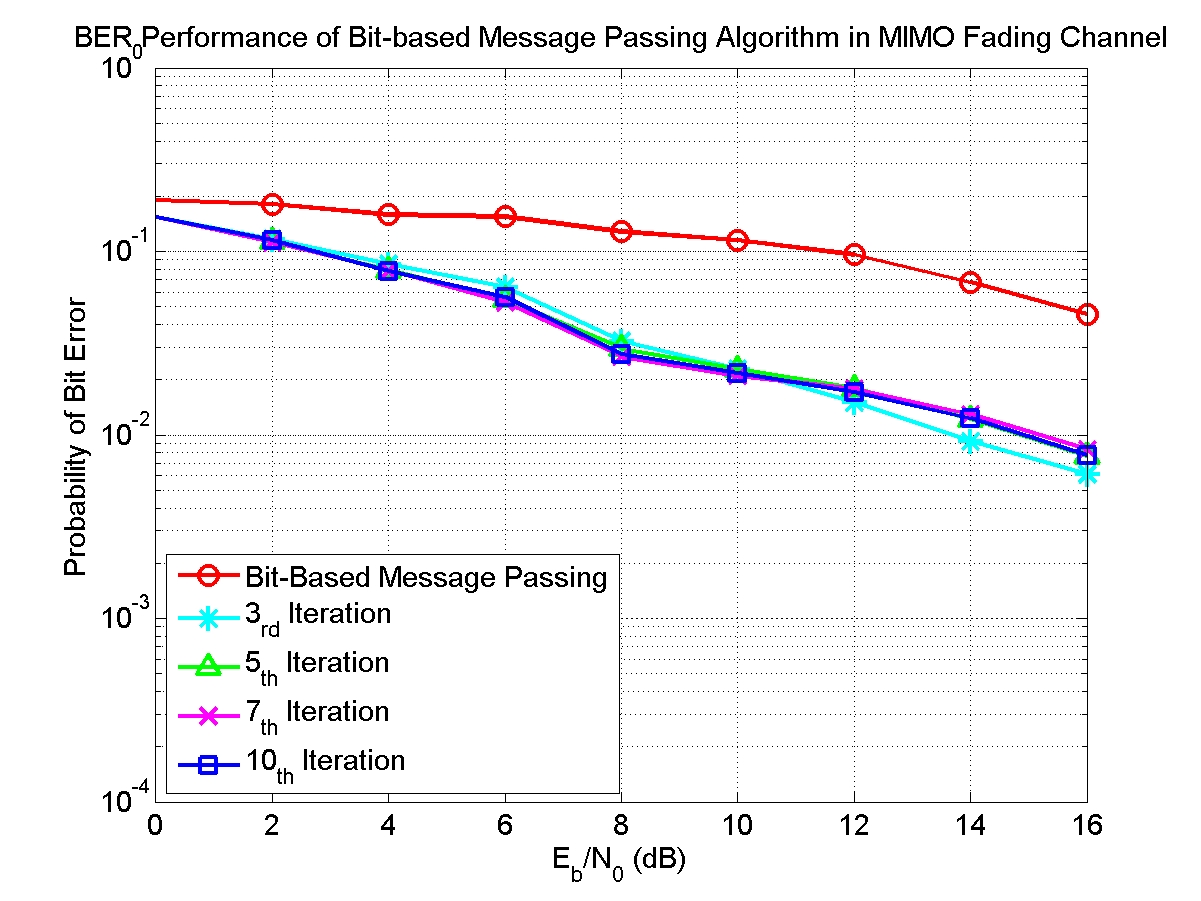 BER₀Performance of Bit-based Message Passing Algorithm in MIMO Fading Channel
10⁰
10⁻¹
10⁻²
10⁻³
10⁻⁴
Probability of Bit Error
Bit-Based Message Passing
3rd Iteration
5th Iteration
7th Iteration
10th Iteration
0 2 4 6 8 10 12 14 16
Eb/N₀ (dB)